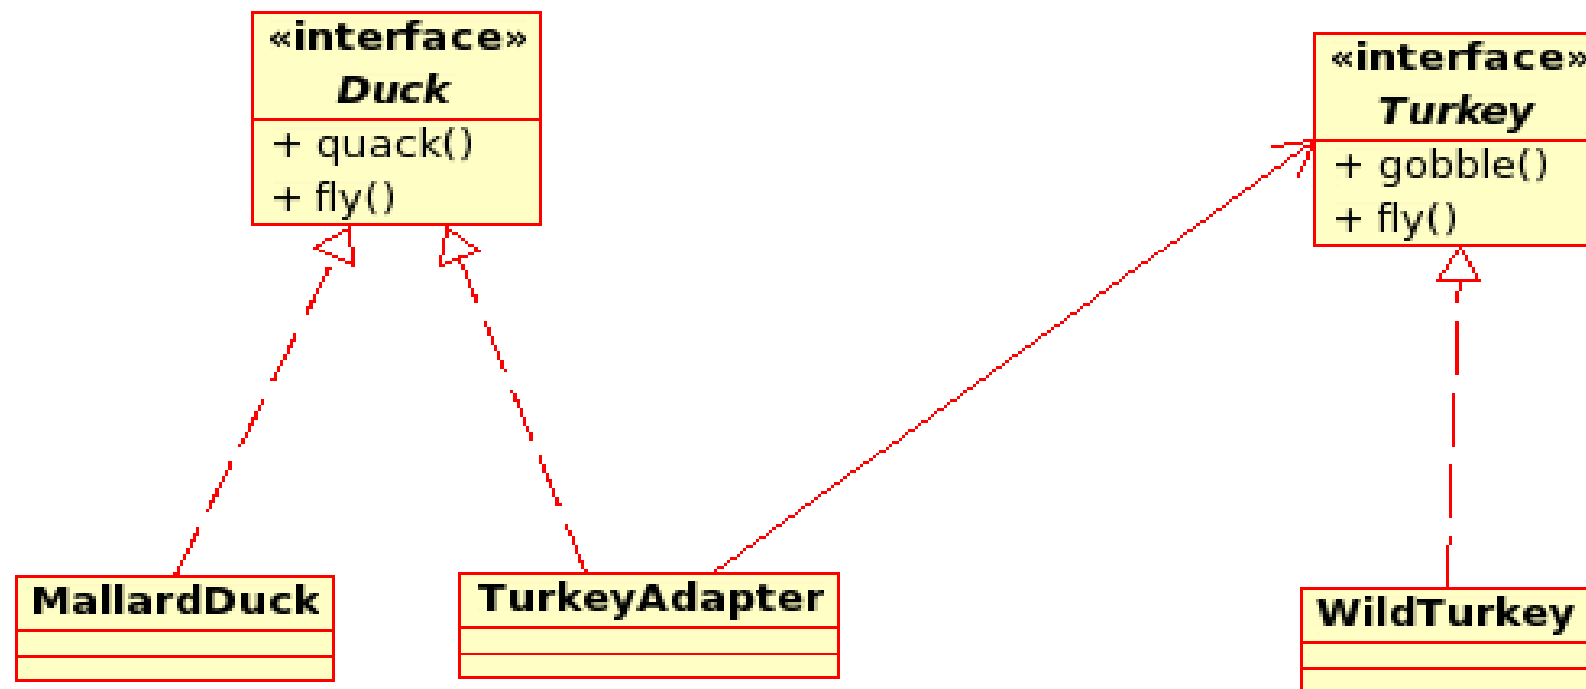 «interface»
Duck
+ quack()
+ fly()
«interface»
Turkey
+ gobble()
+ fly()
MallardDuck
TurkeyAdapter
WildTurkey